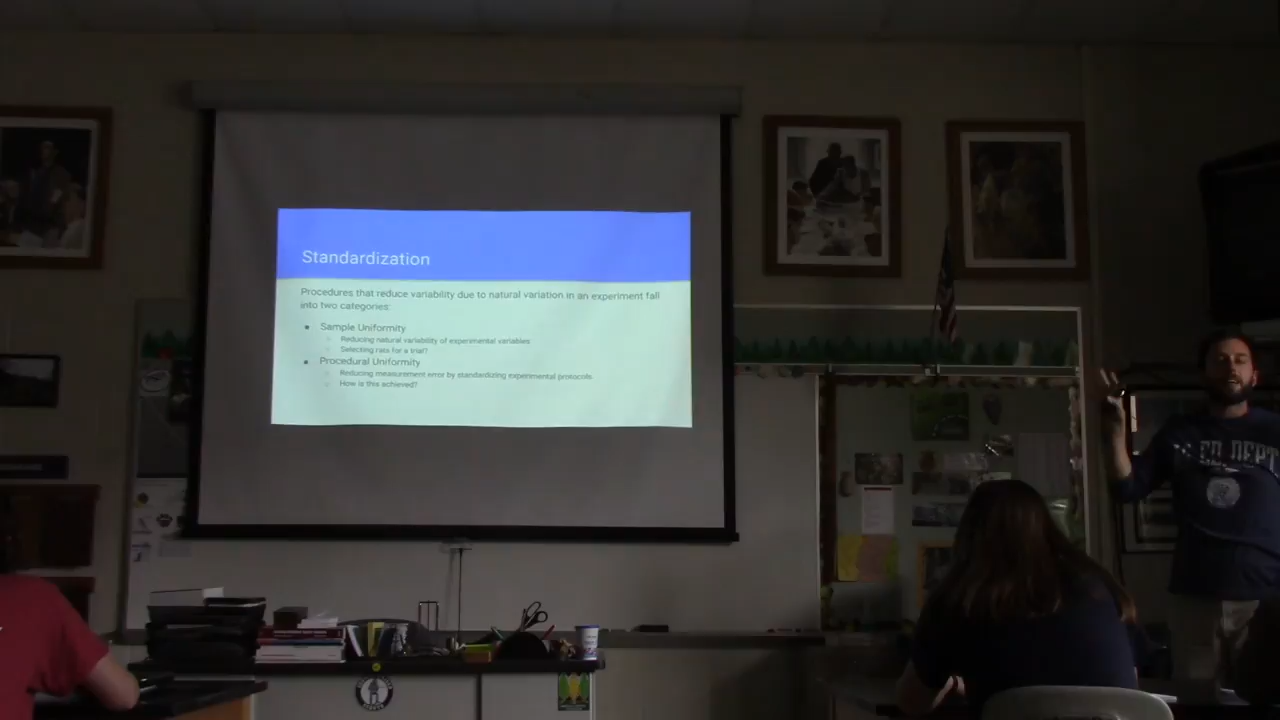 Standardization
Procedures that reduce variability due to natural variation in an experiment fall
into two categories:
Sample Uniformity
Reducing natural variability of experimental variables
Selecting rats for a trial?
Procedural Uniformity
Reducing measurement error by standardizing experimental protocols
How is this achieved?
ED. DEPT